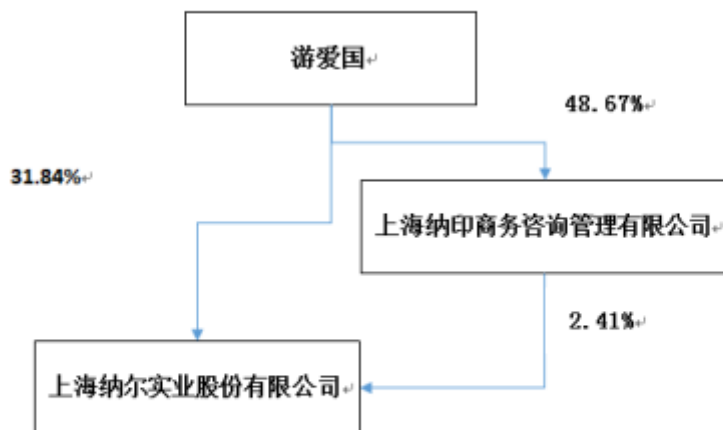 游爱国
48.67%
31.84%
上海纳印商务咨询管理有限公司
2.41%
上海纳尔实业股份有限公司